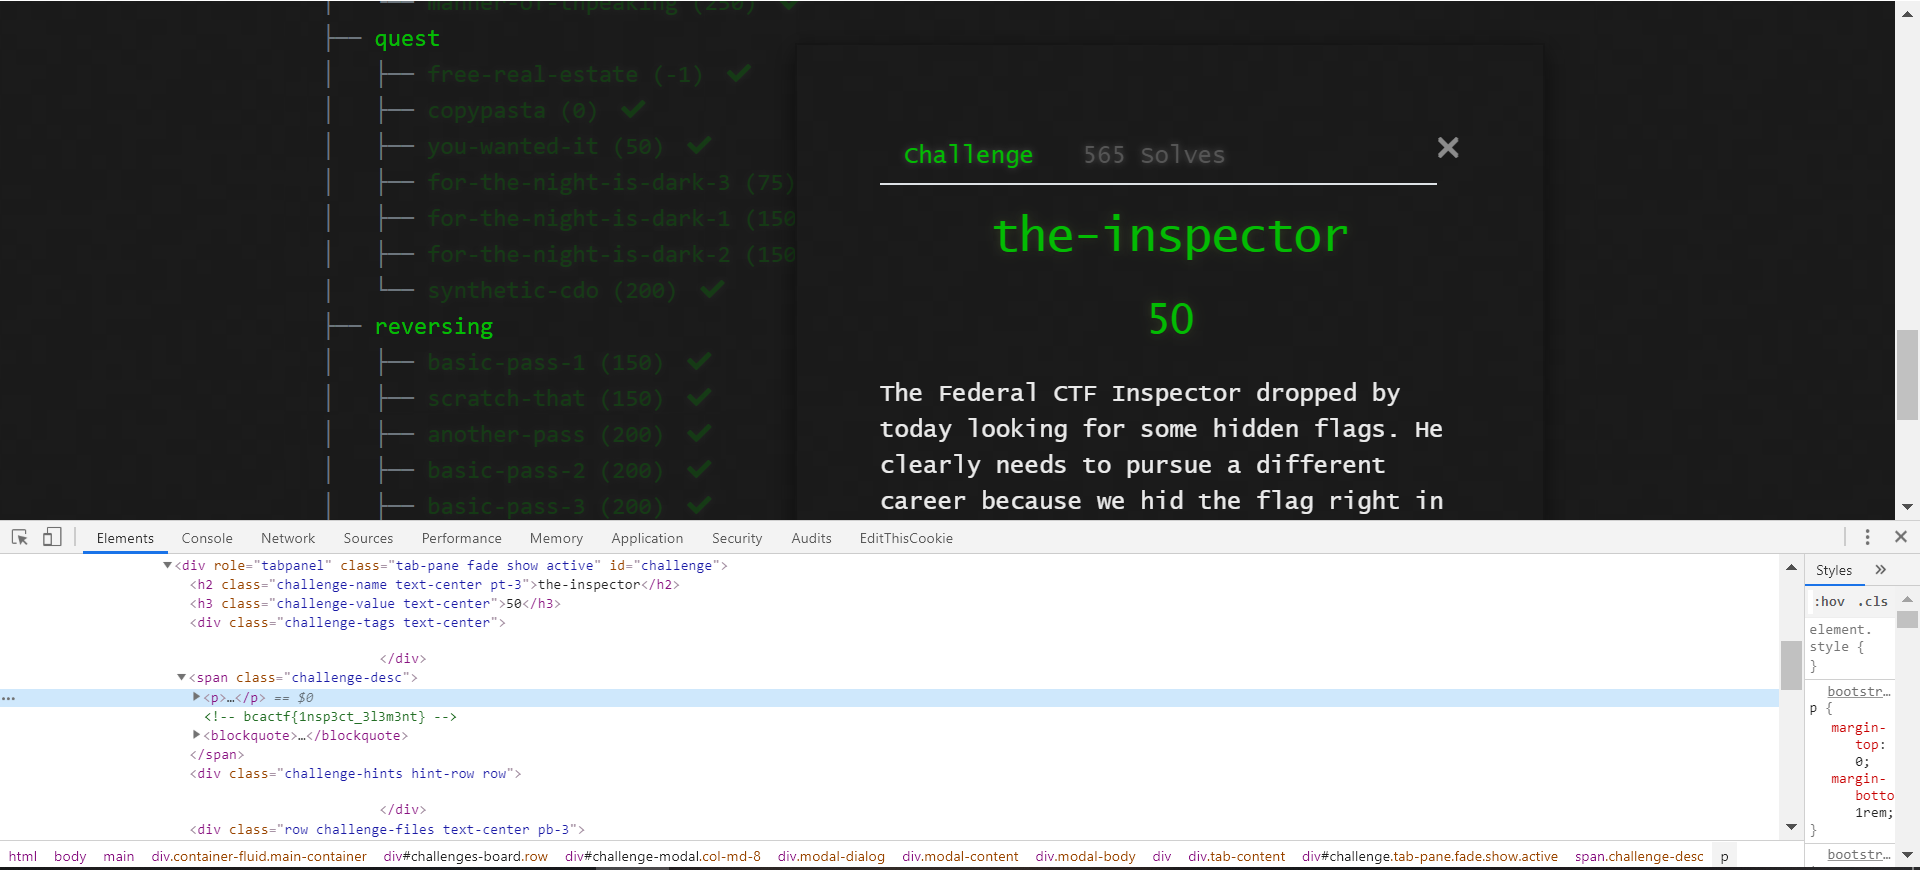 manner-of-thpeaking (250) ✔
├── quest
│   ├── free-real-estate (-1) ✔
│   ├── copypasta (0) ✔
│   ├── you-wanted-it (50) ✔
│   ├── for-the-night-is-dark-3 (75)
│   ├── for-the-night-is-dark-1 (150
│   ├── for-the-night-is-dark-2 (150
│   └── synthetic-cdo (200) ✔
├── reversing
│   ├── basic-pass-1 (150) ✔
│   ├── scratch-that (150) ✔
│   ├── another-pass (200) ✔
│   ├── basic-pass-2 (200) ✔
│   ├── basic-pass-3 (200) ✔
Challenge 565 Solves ×
the-inspector
50
The Federal CTF Inspector dropped by
today looking for some hidden flags. He
clearly needs to pursue a different
career because we hid the flag right in
Elements Console Network Sources Performance Memory Application Security Audits EditThisCookie
▼<div role="tabpanel" class="tab-pane fade show active" id="challenge">
<h2 class="challenge-name text-center pt-3">the-inspector</h2>
<h3 class="challenge-value text-center">50</h3>
<div class="challenge-tags text-center">
</div>
▼<span class="challenge-desc">
… ▶<p>…</p> == $0
<!-- bcactf{1nsp3ct_3l3m3nt} -->
▶<blockquote>…</blockquote>
</span>
<div class="challenge-hints hint-row row">
</div>
<div class="row challenge-files text-center pb-3">
Styles »
:hov .cls
element.
style {
}
bootstr…
p {
margin-
top:
0;
margin-
botto
1rem;
}
bootstr…
html body main div.container-fluid.main-container div#challenges-board.row div#challenge-modal.col-md-8 div.modal-dialog div.modal-content div.modal-body div div.tab-content div#challenge.tab-pane.fade.show.active span.challenge-desc p